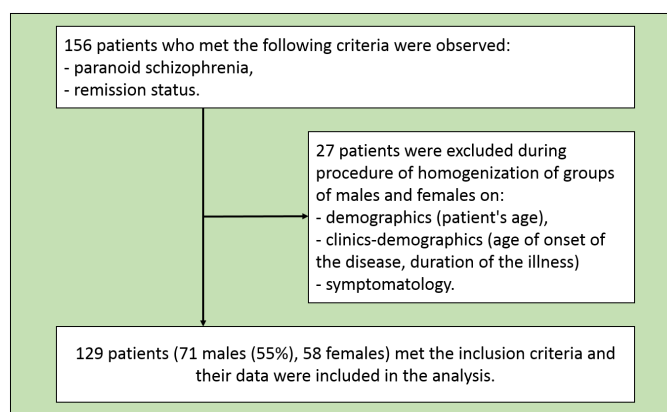 156 patients who met the following criteria were observed:
- paranoid schizophrenia,
- remission status.
27 patients were excluded during
procedure of homogenization of groups
of males and females on:
- demographics (patient's age),
- clinics-demographics (age of onset of
the disease, duration of the illness)
- symptomatology.
129 patients (71 males (55%), 58 females) met the inclusion criteria and
their data were included in the analysis.